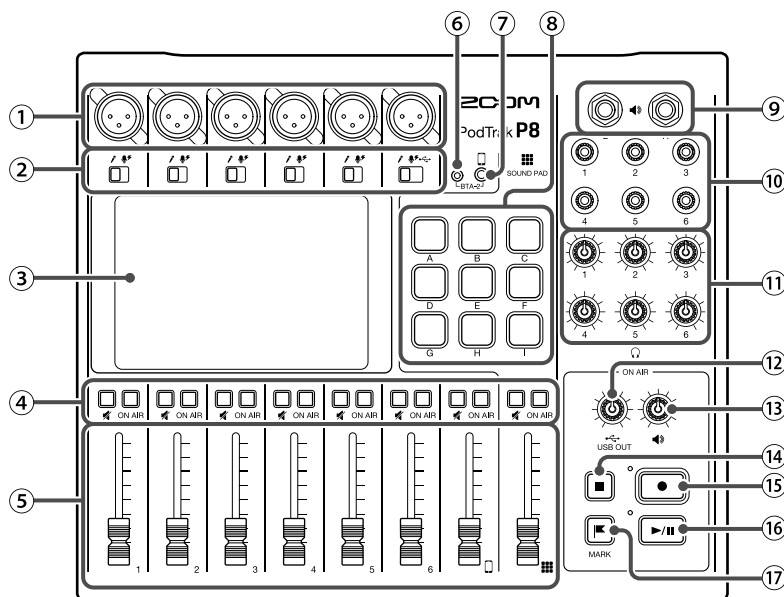 ⑥ ⑦ ⑧
①
ZOOM
⑨
PodTrak P8
②
SOUND PAD
BTA-2
1 2 3
⑩
4 5 6
A B C
③
D E F
1 2 3
⑪
G H I
4 5 6
ON AIR
⑫
④
ON AIR ON AIR ON AIR ON AIR ON AIR ON AIR ON AIR ON AIR
⑬
USB OUT
⑭
⑤
⑮
⑯
1 2 3 4 5 6
MARK
⑰